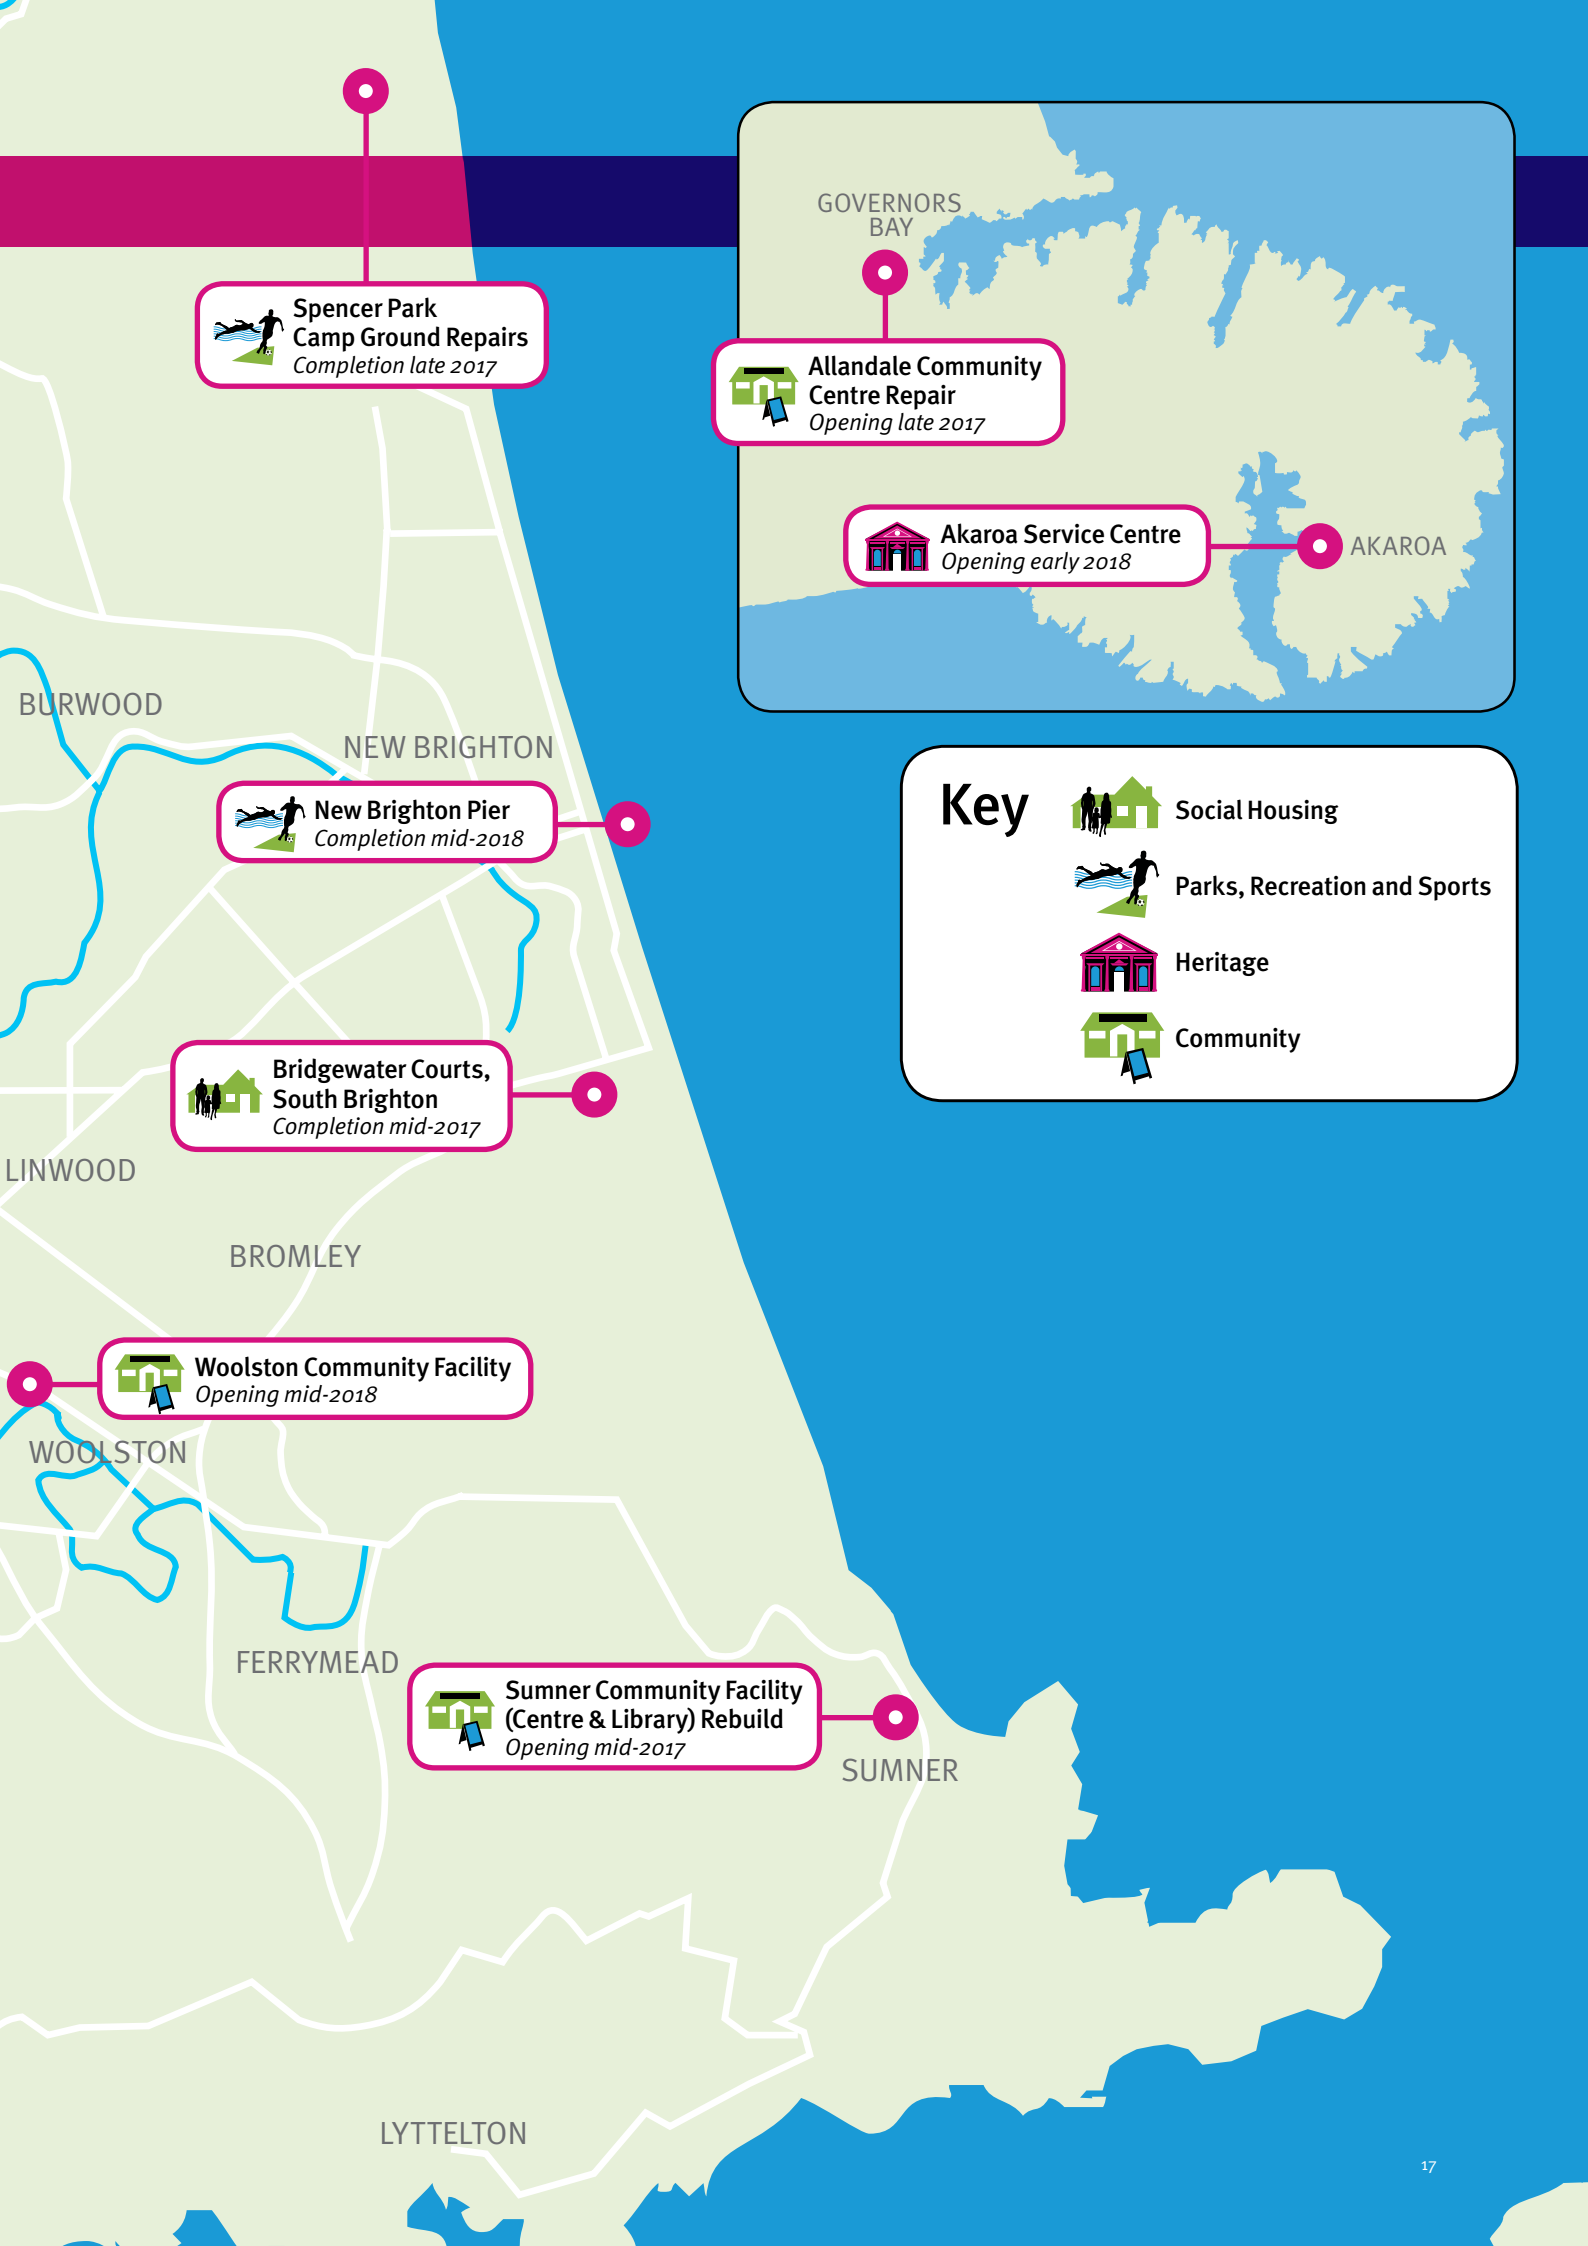 Spencer Park
Camp Ground Repairs
Completion late 2017
GOVERNORS
BAY
Allandale Community
Centre Repair
Opening late 2017
Akaroa Service Centre
Opening early 2018
AKAROA
BURWOOD
NEW BRIGHTON
New Brighton Pier
Completion mid-2018
Key
Social Housing
Parks, Recreation and Sports
Heritage
Community
Bridgewater Courts,
South Brighton
Completion mid-2017
LINWOOD
BROMLEY
Woolston Community Facility
Opening mid-2018
WOOLSTON
FERRYMEAD
Sumner Community Facility
(Centre & Library) Rebuild
Opening mid-2017
SUMNER
LYTTELTON
17